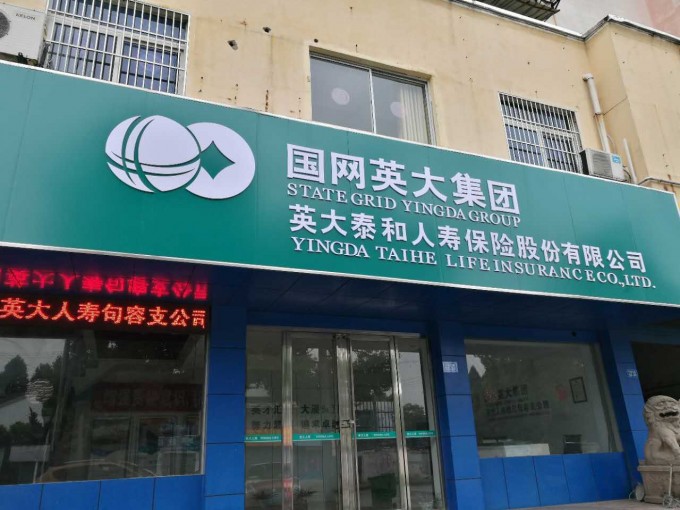 国网英大集团
STATE GRID YINGDA GROUP
英大泰和人寿保险股份有限公司
YINGDA TAIHE LIFE INSURANCE CO., LTD.
英大人寿句容支公司